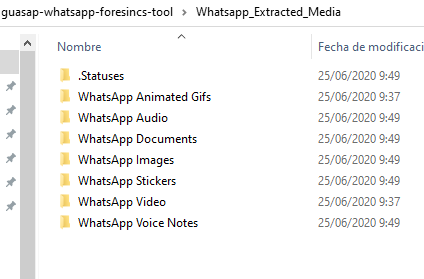 guasap-whatsapp-foresincs-tool > Whatsapp_Extracted_Media
Nombre Fecha de modificaci
.Statuses 25/06/2020 9:49
WhatsApp Animated Gifs 25/06/2020 9:37
WhatsApp Audio 25/06/2020 9:49
WhatsApp Documents 25/06/2020 9:49
WhatsApp Images 25/06/2020 9:49
WhatsApp Stickers 25/06/2020 9:49
WhatsApp Video 25/06/2020 9:37
WhatsApp Voice Notes 25/06/2020 9:49